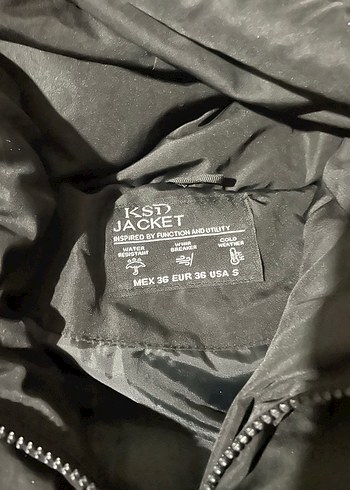 KSD
JACKET
INSPIRED BY FUNCTION AND UTILITY
WATER RESISTANT
WIND BREAKER
COLD WEATHER
MEX 36 EUR 36 USA S